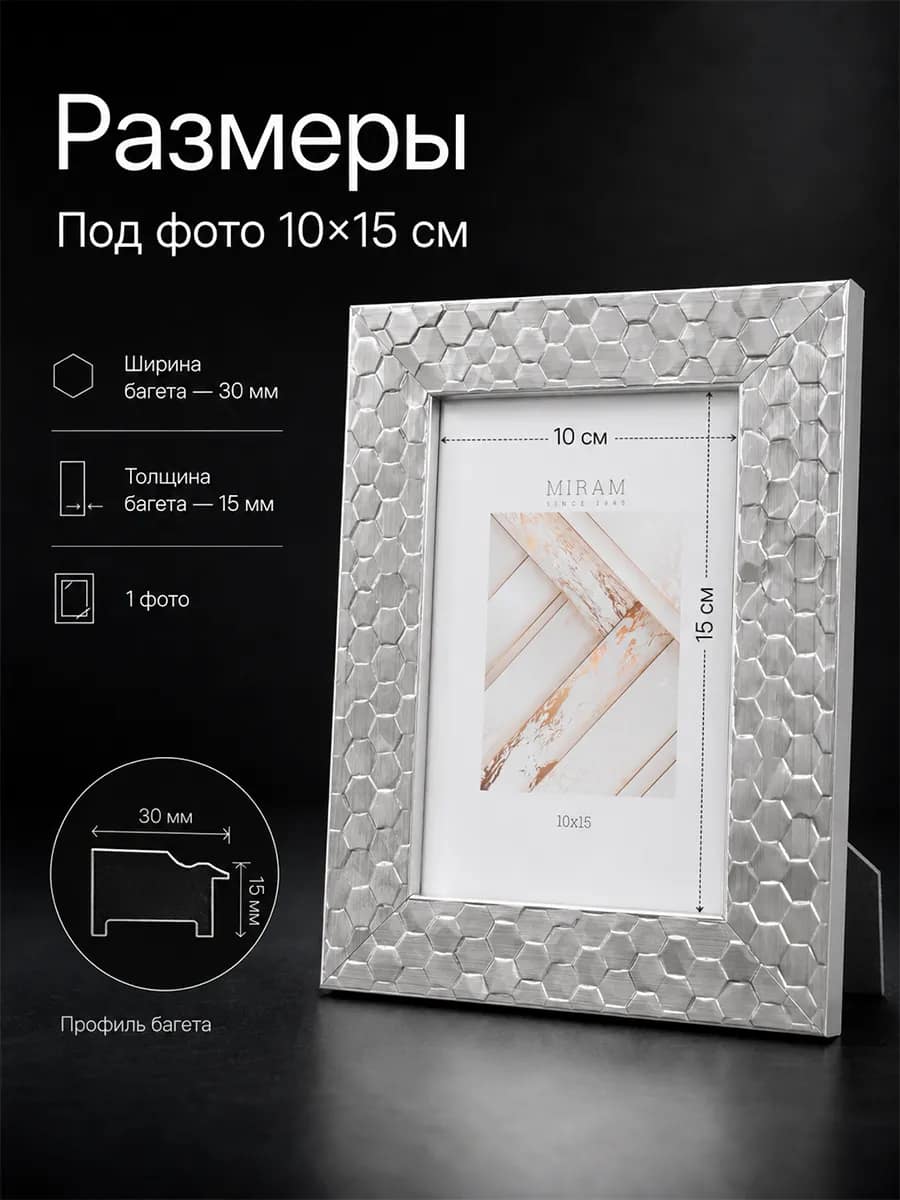 Размеры
Под фото 10×15 см
Ширина
багета — 30 мм
Толщина
багета — 15 мм
1 фото
10 см
15 см
MIRAM
10x15
30 мм
15 мм
Профиль багета